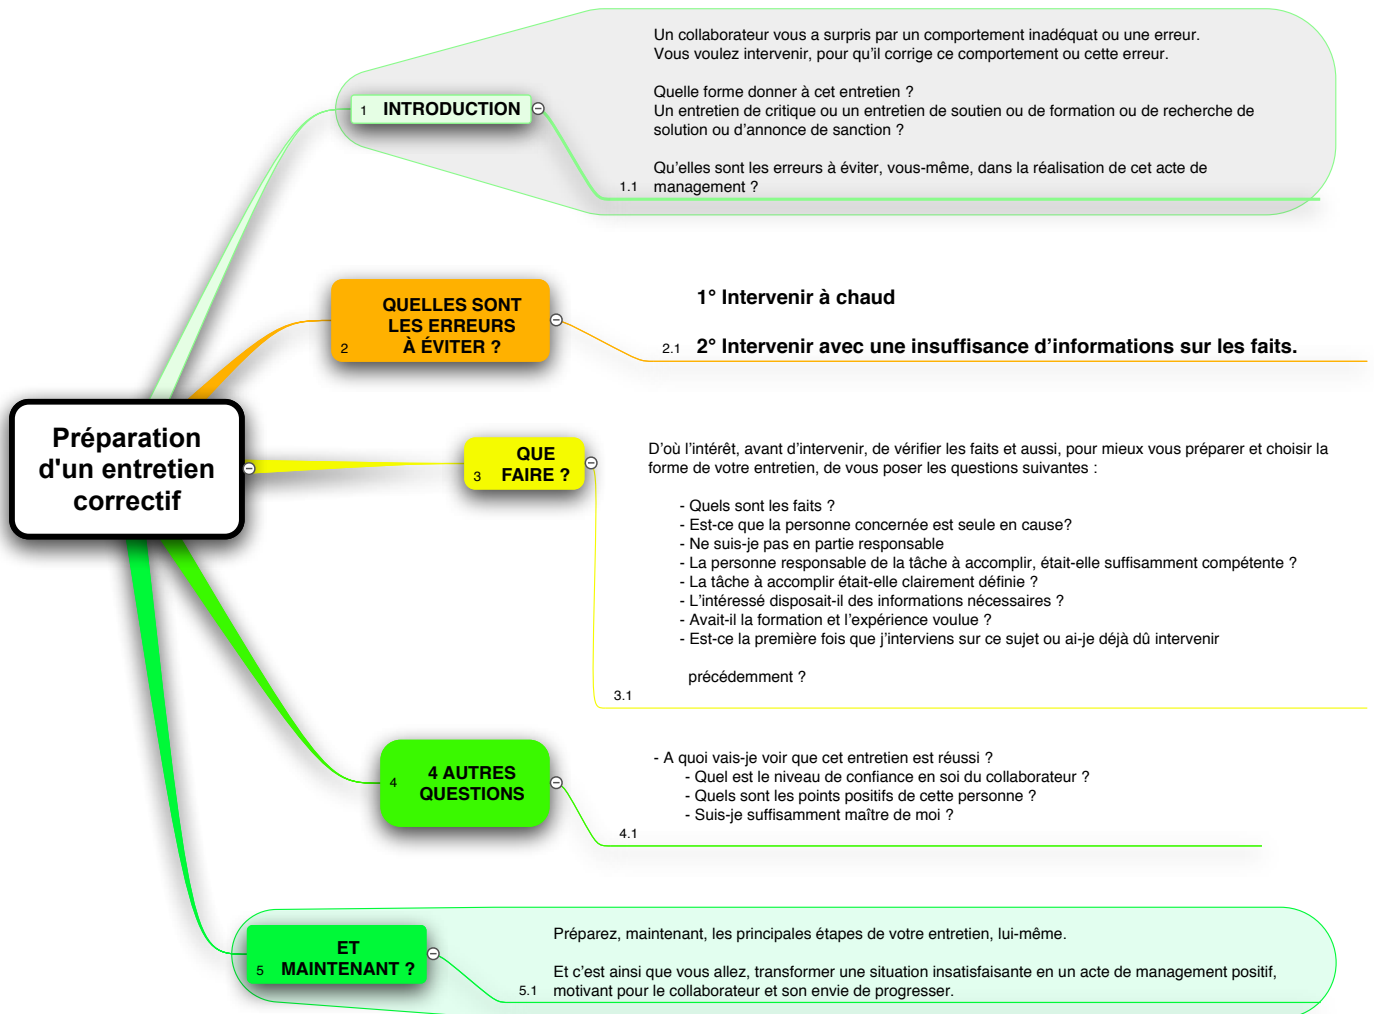 Préparation
d'un entretien
correctif
1 INTRODUCTION
Un collaborateur vous a surpris par un comportement inadéquat ou une erreur.
Vous voulez intervenir, pour qu’il corrige ce comportement ou cette erreur.
Quelle forme donner à cet entretien ?
Un entretien de critique ou un entretien de soutien ou de formation ou de recherche de
solution ou d’annonce de sanction ?
Qu’elles sont les erreurs à éviter, vous-même, dans la réalisation de cet acte de
1.1 management ?
QUELLES SONT
LES ERREURS
2 À ÉVITER ?
1° Intervenir à chaud
2.1 2° Intervenir avec une insuffisance d’informations sur les faits.
QUE
3 FAIRE ?
D’où l’intérêt, avant d’intervenir, de vérifier les faits et aussi, pour mieux vous préparer et choisir la
forme de votre entretien, de vous poser les questions suivantes :
- Quels sont les faits ?
- Est-ce que la personne concernée est seule en cause?
- Ne suis-je pas en partie responsable
- La personne responsable de la tâche à accomplir, était-elle suffisamment compétente ?
- La tâche à accomplir était-elle clairement définie ?
- L’intéressé disposait-il des informations nécessaires ?
- Avait-il la formation et l’expérience voulue ?
- Est-ce la première fois que j’interviens sur ce sujet ou ai-je déjà dû intervenir
précédemment ?
3.1
4 4 AUTRES
QUESTIONS
- A quoi vais-je voir que cet entretien est réussi ?
- Quel est le niveau de confiance en soi du collaborateur ?
- Quels sont les points positifs de cette personne ?
- Suis-je suffisamment maître de moi ?
4.1
ET
5 MAINTENANT ?
Préparez, maintenant, les principales étapes de votre entretien, lui-même.
Et c’est ainsi que vous allez, transformer une situation insatisfaisante en un acte de management positif,
5.1 motivant pour le collaborateur et son envie de progresser.